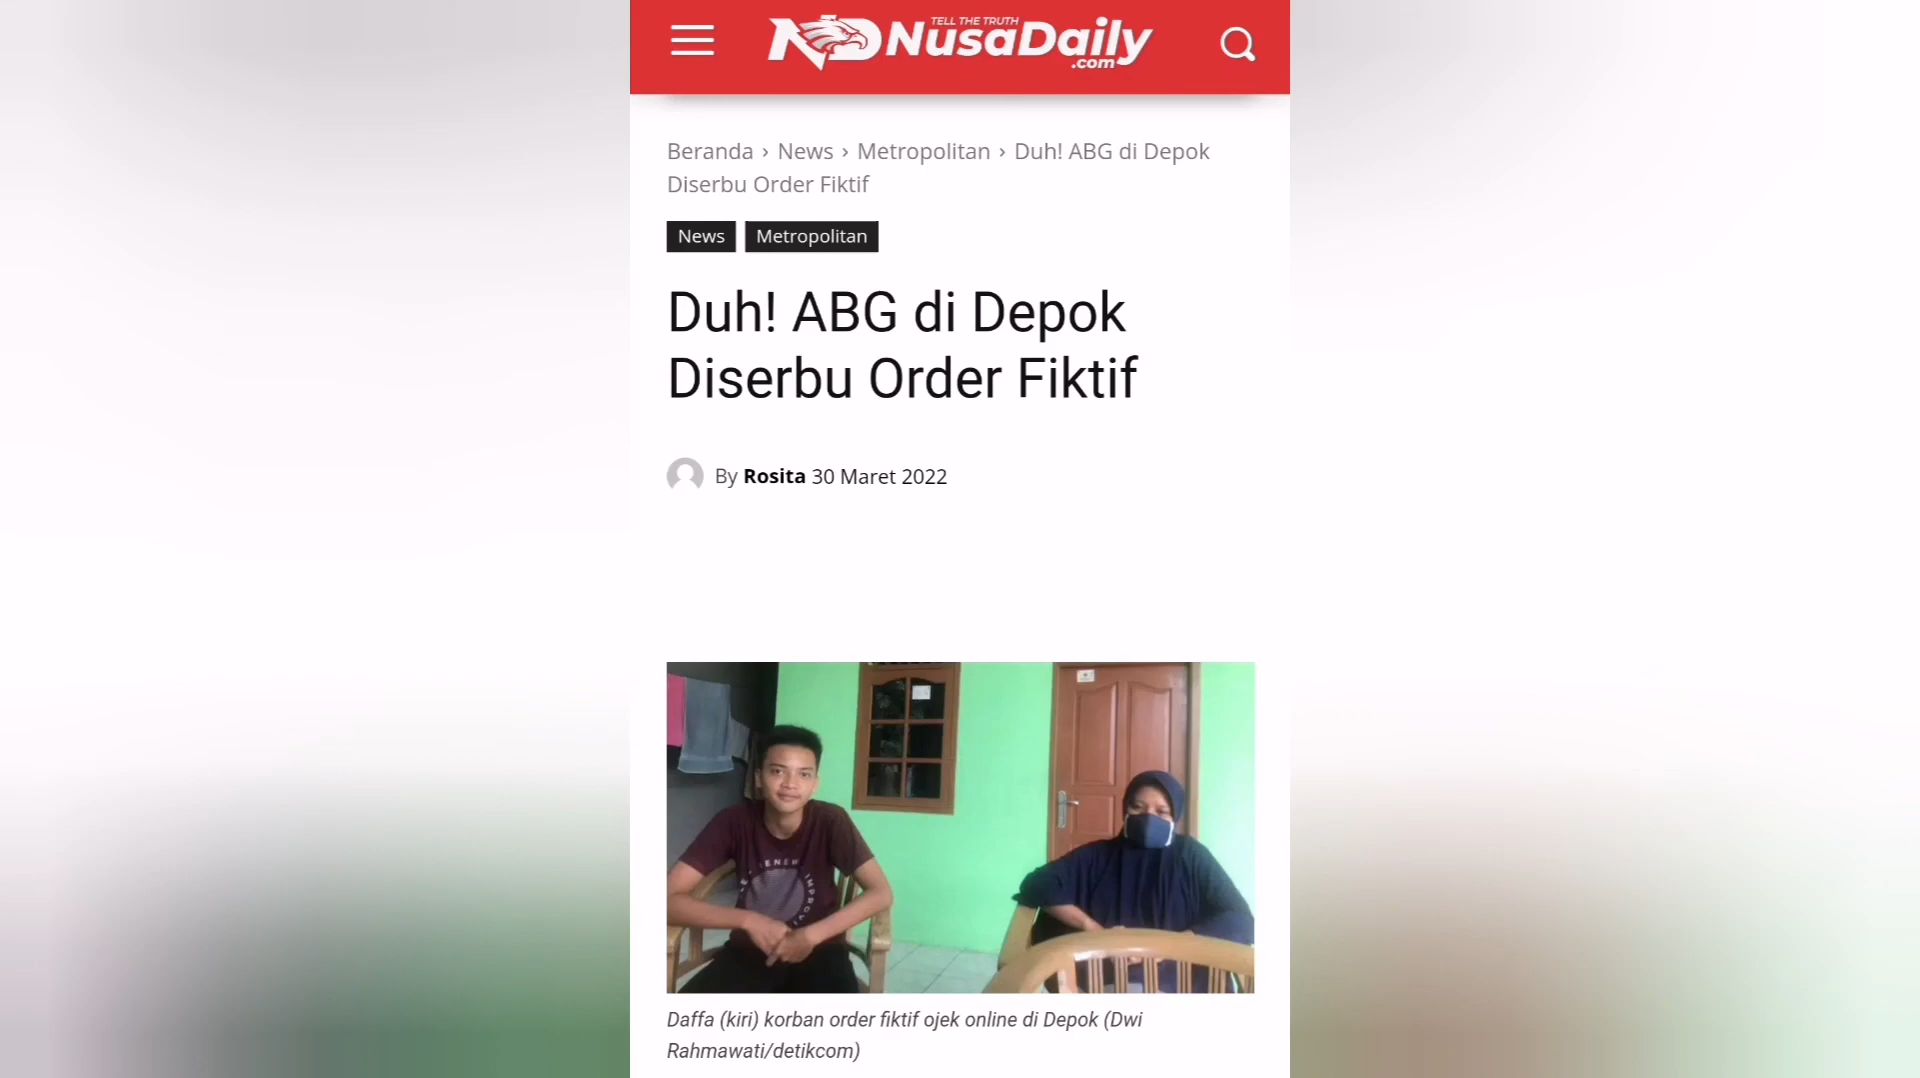 TELL THE TRUTH
NusaDaily
.com
Beranda › News › Metropolitan › Duh! ABG di Depok
Diserbu Order Fiktif
News Metropolitan
Duh! ABG di Depok
Diserbu Order Fiktif
By Rosita 30 Maret 2022
Daffa (kiri) korban order fiktif ojek online di Depok (Dwi
Rahmawati/detikcom)